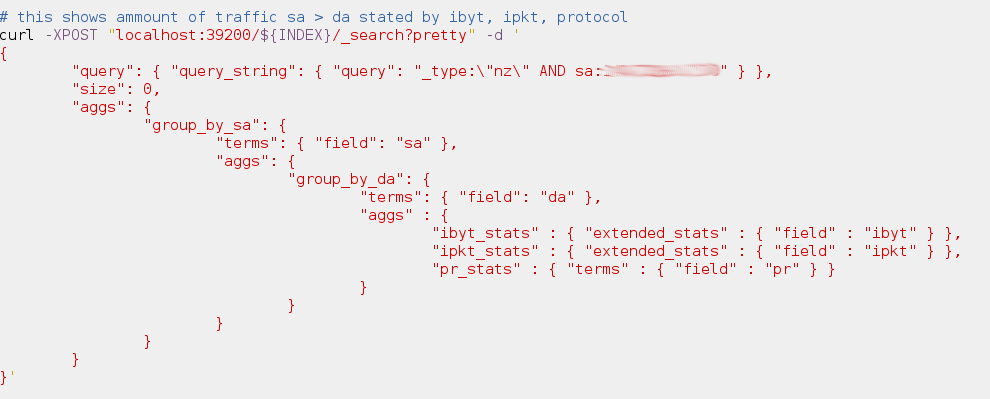 # this shows ammount of traffic sa > da stated by ibyt, ipkt, protocol
curl -XPOST "localhost:39200/${INDEX}/_search?pretty" -d '
{
        "query": { "query_string": { "query": "_type:\"nz\" AND sa:" } },
        "size": 0,
        "aggs": {
                "group_by_sa": {
                        "terms": { "field": "sa" },
                        "aggs": {
                                "group_by_da": {
                                        "terms": { "field": "da" },
                                        "aggs" : {
                                                "ibyt_stats" : { "extended_stats" : { "field" : "ibyt" } },
                                                "ipkt_stats" : { "extended_stats" : { "field" : "ipkt" } },
                                                "pr_stats" : { "terms" : { "field" : "pr" } }
                                        }
                                }
                        }
                }
        }
}'